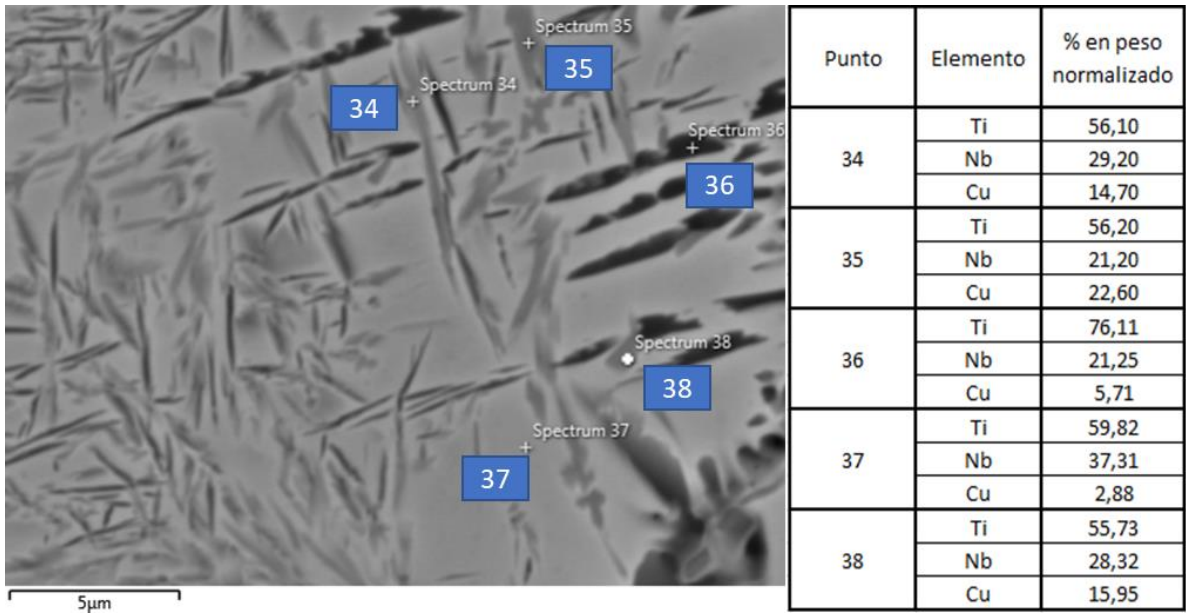 Spectrum 35
35
Spectrum 34
34
Spectrum 36
36
Spectrum 38
38
Spectrum 37
37
5µm
Punto Elemento % en peso
normalizado
34
Ti 56,10
Nb 29,20
Cu 14,70
35
Ti 56,20
Nb 21,20
Cu 22,60
36
Ti 76,11
Nb 21,25
Cu 5,71
37
Ti 59,82
Nb 37,31
Cu 2,88
38
Ti 55,73
Nb 28,32
Cu 15,95